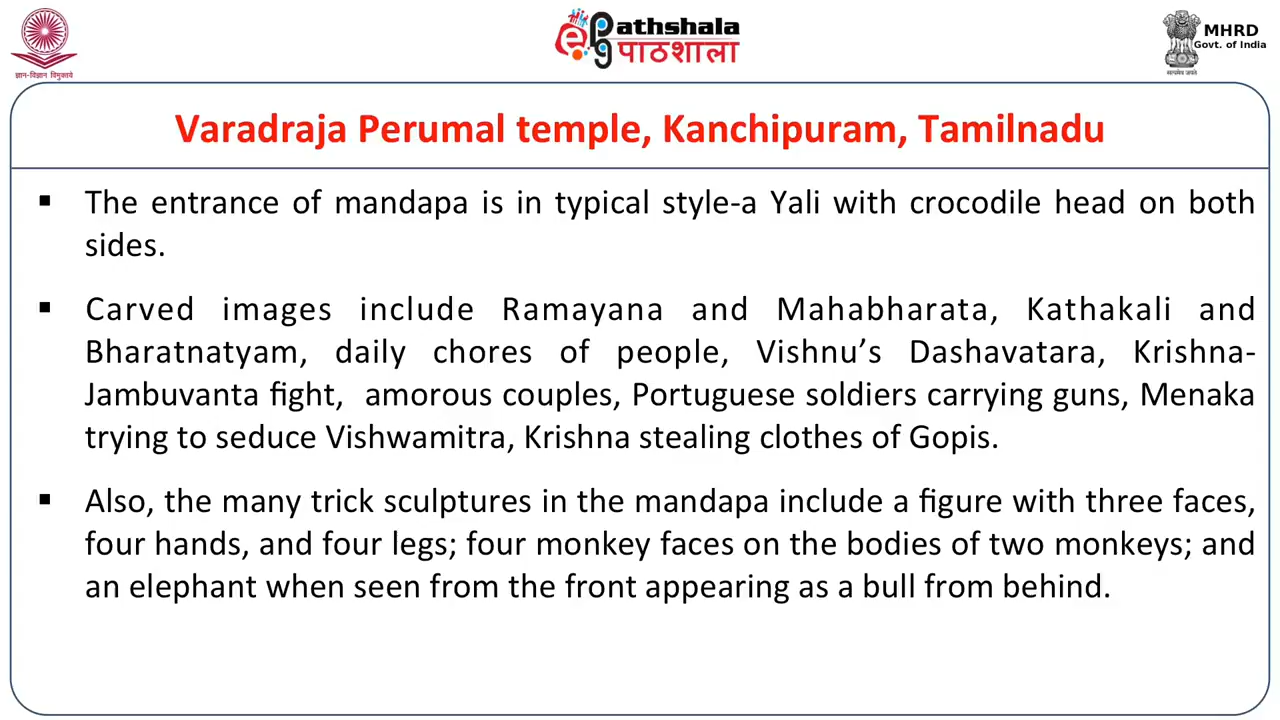 ज्ञान-विज्ञान विमुक्तये
ePG Pathshala
पाठशाला
MHRD
Govt. of India
सत्यमेव जयते
Varadraja Perumal temple, Kanchipuram, Tamilnadu
▪ The entrance of mandapa is in typical style-a Yali with crocodile head on both
sides.
▪ Carved images include Ramayana and Mahabharata, Kathakali and
Bharatnatyam, daily chores of people, Vishnu’s Dashavatara, Krishna-
Jambuvanta fight, amorous couples, Portuguese soldiers carrying guns, Menaka
trying to seduce Vishwamitra, Krishna stealing clothes of Gopis.
▪ Also, the many trick sculptures in the mandapa include a figure with three faces,
four hands, and four legs; four monkey faces on the bodies of two monkeys; and
an elephant when seen from the front appearing as a bull from behind.